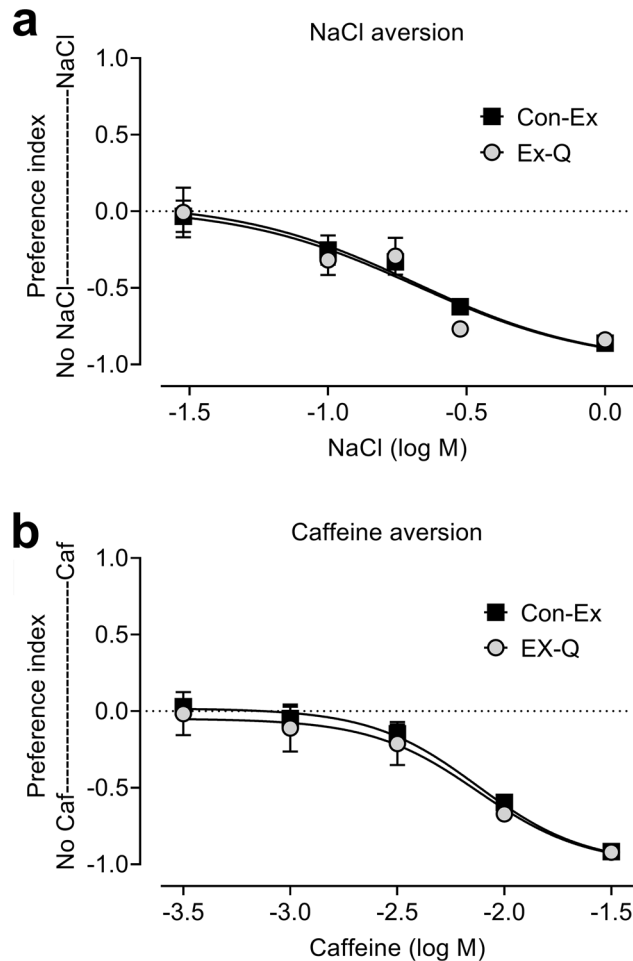 a
NaCl aversion
Preference index
No NaCl-----------------NaCl
1.0
0.5
0.0
-0.5
-1.0
Con-Ex
Ex-Q
-1.5 -1.0 -0.5 0.0
NaCl (log M)
b
Caffeine aversion
Preference index
No Caf-----------------Caf
1.0
0.5
0.0
-0.5
-1.0
Con-Ex
EX-Q
-3.5 -3.0 -2.5 -2.0 -1.5
Caffeine (log M)